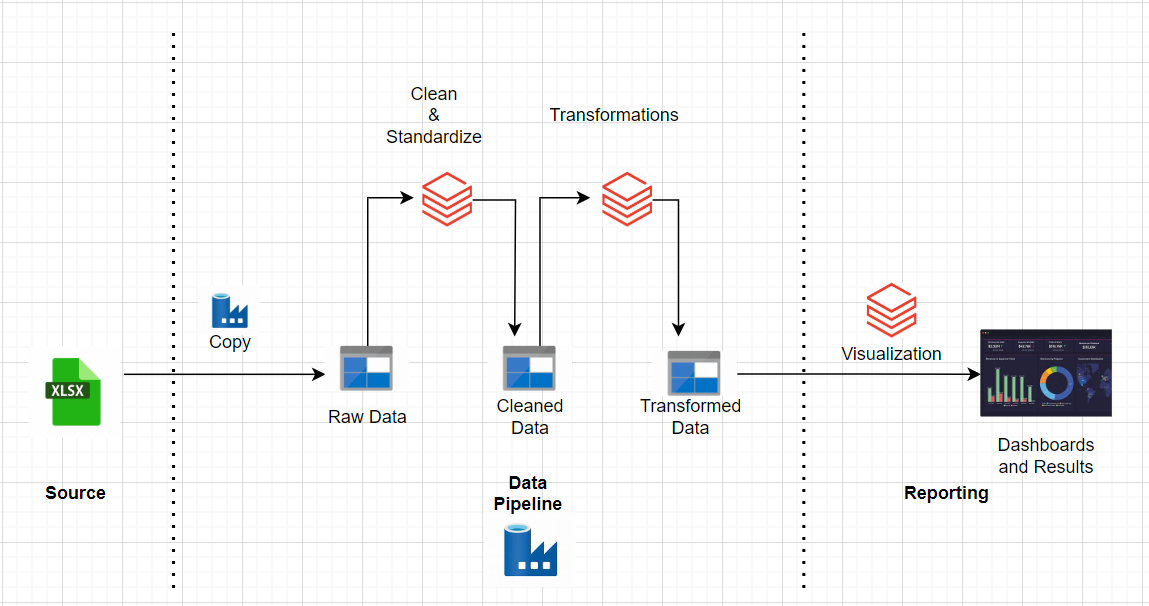 Clean
&
Standardize
Transformations
Copy
Visualization
XLSX
Raw Data
Cleaned
Data
Transformed
Data
Dashboards
and Results
Source
Data
Pipeline
Reporting